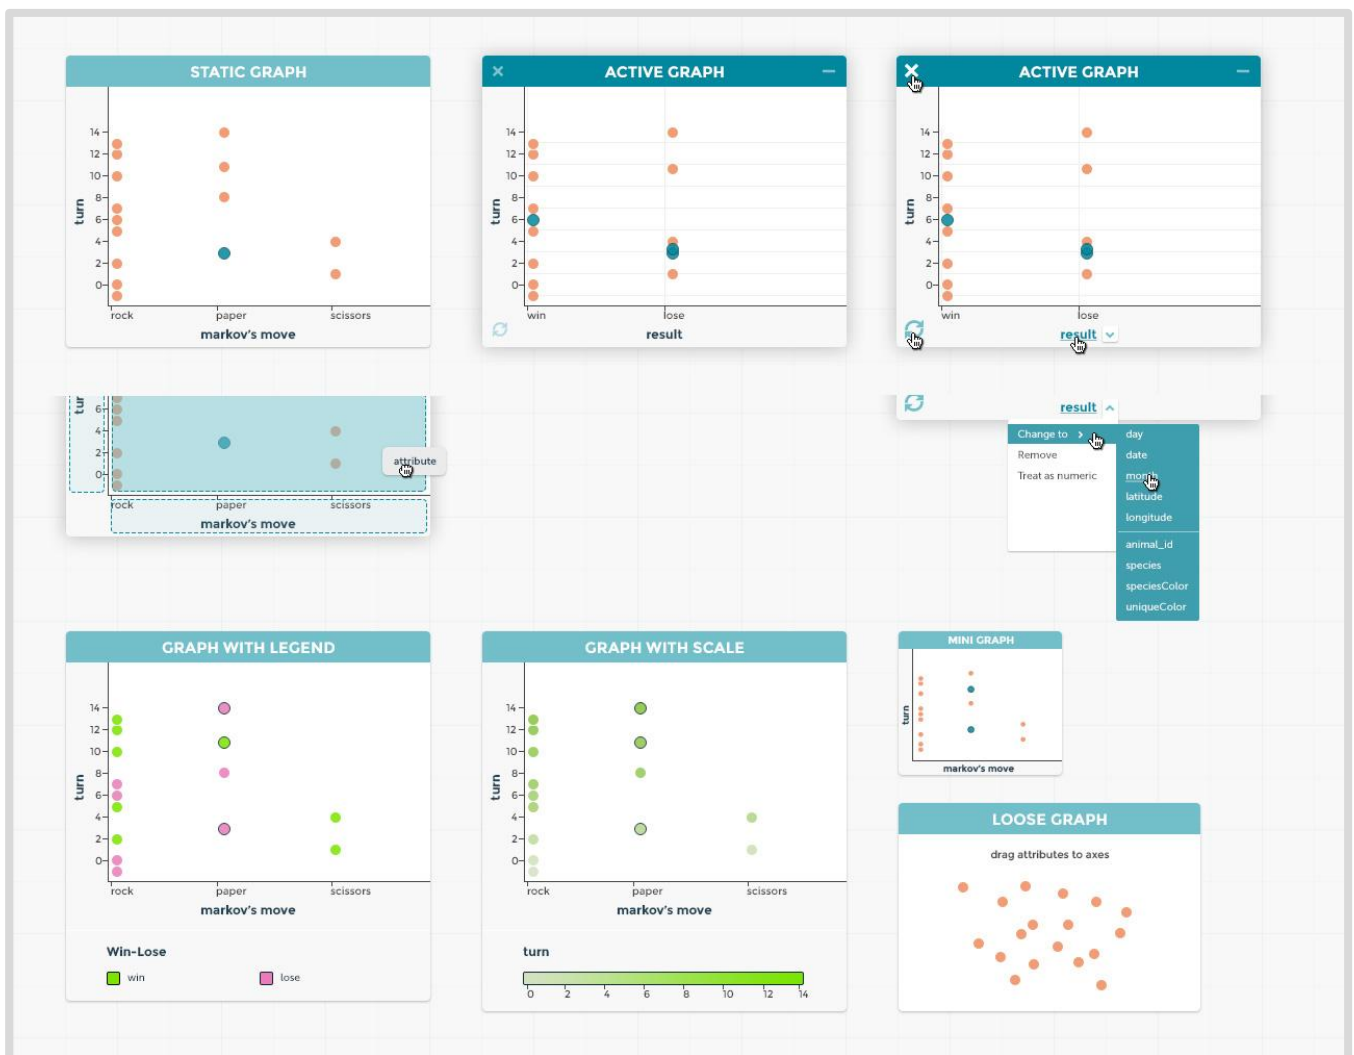 STATIC GRAPH
14
12
10
8
6
4
2
0
turn
rock paper scissors
markov's move
ACTIVE GRAPH
14
12
10
8
6
4
2
0
turn
win lose
result
ACTIVE GRAPH
14
12
10
8
6
4
2
0
turn
win lose
result
6
4
2
0
attribute
rock paper scissors
markov's move
result
Change to
Remove
Treat as numeric
day
date
month
latitude
longitude
animal_id
species
speciesColor
uniqueColor
GRAPH WITH LEGEND
14
12
10
8
6
4
2
0
turn
rock paper scissors
markov's move
Win-Lose
win lose
GRAPH WITH SCALE
14
12
10
8
6
4
2
0
turn
rock paper scissors
markov's move
turn
0 2 4 6 8 10 12 14
MINI GRAPH
turn
markov's move
LOOSE GRAPH
drag attributes to axes